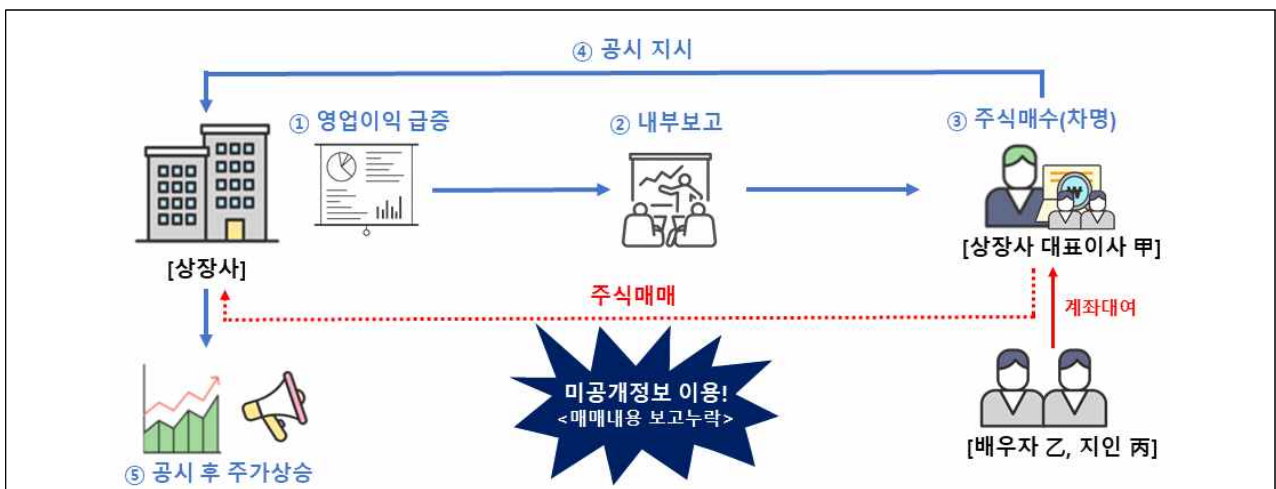 ④ 공시 지시
① 영업이익 급증
② 내부보고
③ 주식매수(차명)
[상장사]
[상장사 대표이사 甲]
주식매매
계좌대여
미공개정보 이용!
<매매내용 보고누락>
⑤ 공시 후 주가상승
[배우자 乙, 지인 丙]